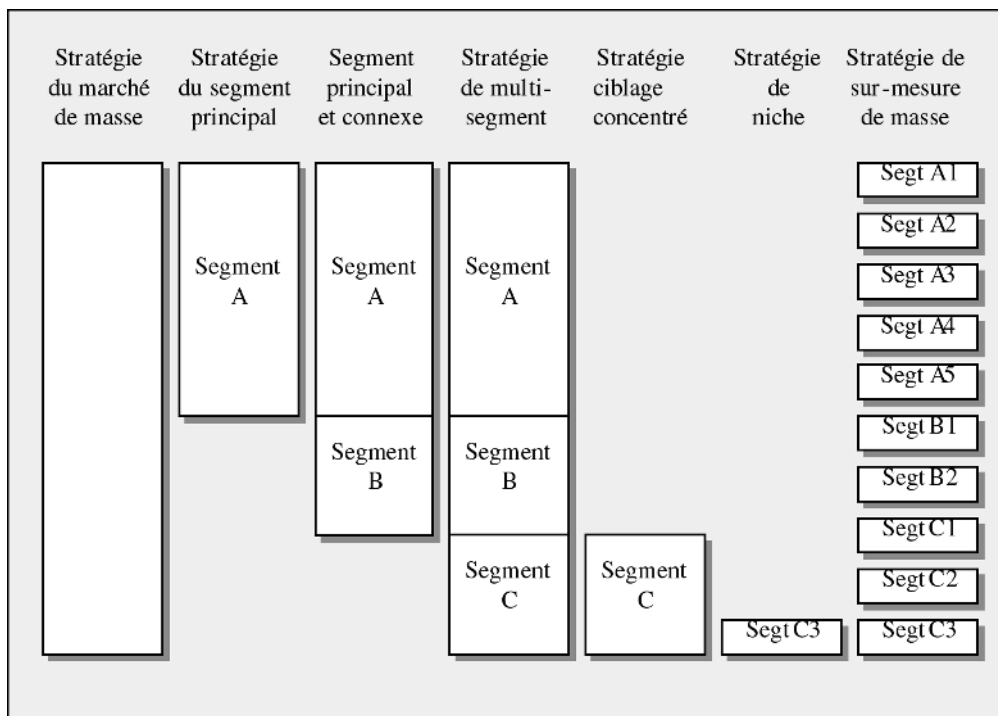 Stratégie
du marché
de masse
Stratégie
du segment
principal
Segment
principal
et connexe
Stratégie
de multi-
segment
Stratégie
ciblage
concentré
Stratégie
de
niche
Stratégie de
sur-mesure
de masse
Segment
A
Segment
A
Segment
B
Segment
A
Segment
B
Segment
C
Segment
C
Segt C3
Segt A1
Segt A2
Segt A3
Segt A4
Segt A5
Segt B1
Segt B2
Segt C1
Segt C2
Segt C3